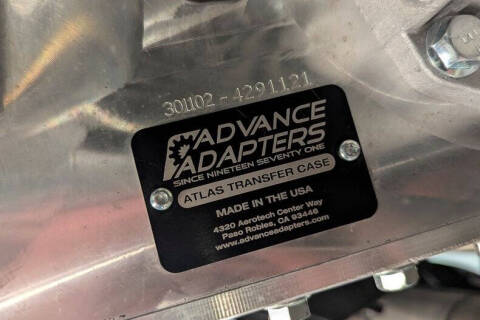 301102-4291121
ADVANCE
ADAPTERS
SINCE NINETEEN SEVENTY ONE
ATLAS TRANSFER CASE
MADE IN THE USA
4320 Aerotech Center Way
Paso Robles, CA 93446
www.advanceadapters.com